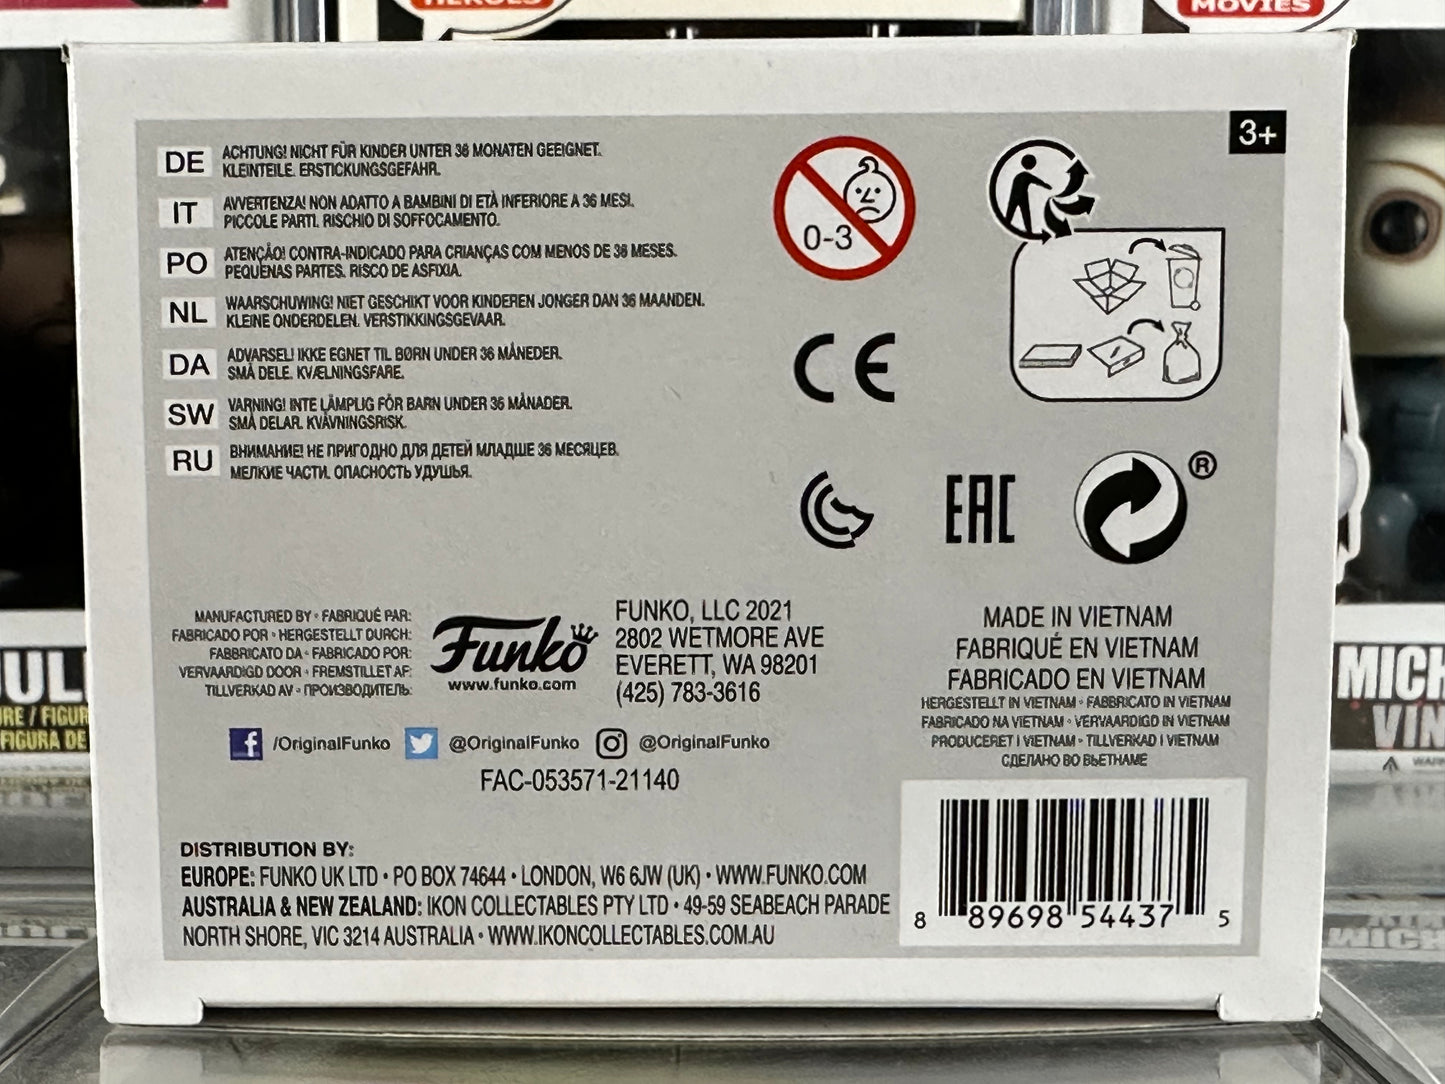 HEROES
MOVIES
3+
DE ACHTUNG! NICHT FÜR KINDER UNTER 36 MONATEN GEEIGNET.
KLEINTEILE. ERSTICKUNGSGEFAHR.
IT AVVERTENZA! NON ADATTO A BAMBINI DI ETÀ INFERIORE A 36 MESI.
PICCOLE PARTI. RISCHIO DI SOFFOCAMENTO.
PO ATENÇÃO! CONTRA-INDICADO PARA CRIANÇAS COM MENOS DE 36 MESES.
PEQUENAS PARTES. RISCO DE ASFIXIA.
NL WAARSCHUWING! NIET GESCHIKT VOOR KINDEREN JONGER DAN 36 MAANDEN.
KLEINE ONDERDELEN. VERSTIKKINGSGEVAAR.
DA ADVARSEL! IKKE EGNET TIL BØRN UNDER 36 MÅNEDER.
SMÅ DELE. KVÆLNINGSFARE.
SW VARNING! INTE LÄMPLIG FÖR BARN UNDER 36 MÅNADER.
SMÅ DELAR. KVÄVNINGSRISK.
RU ВНИМАНИЕ! НЕ ПРИГОДНО ДЛЯ ДЕТЕЙ МЛАДШЕ 36 МЕСЯЦЕВ.
МЕЛКИЕ ЧАСТИ. ОПАСНОСТЬ УДУШЬЯ.
0-3
CE
EAC
®
MANUFACTURED BY • FABRIQUÉ PAR:
FABRICADO POR • HERGESTELLT DURCH:
FABBRICATO DA • FABRICADO POR:
VERVAARDIGD DOOR • FREMSTILLET AF:
TILLVERKAD AV • ПРОИЗВОДИТЕЛЬ:
Funko
www.funko.com
FUNKO, LLC 2021
2802 WETMORE AVE
EVERETT, WA 98201
(425) 783-3616
MADE IN VIETNAM
FABRIQUÉ EN VIETNAM
FABRICADO EN VIETNAM
HERGESTELLT IN VIETNAM • FABBRICATO IN VIETNAM
FABRICADO NA VIETNAM • VERVAARDIGD IN VIETNAM
PRODUCERET I VIETNAM • TILLVERKAD I VIETNAM
СДЕЛАНО ВО ВЬЕТНАМЕ
f /OriginalFunko @OriginalFunko @OriginalFunko
FAC-053571-21140
DISTRIBUTION BY:
EUROPE: FUNKO UK LTD • PO BOX 74644 • LONDON, W6 6JW (UK) • WWW.FUNKO.COM
AUSTRALIA & NEW ZEALAND: IKON COLLECTABLES PTY LTD • 49-59 SEABEACH PARADE
NORTH SHORE, VIC 3214 AUSTRALIA • WWW.IKONCOLLECTABLES.COM.AU
8 89698 54437 5
FIGURA DE
MICH
VIN